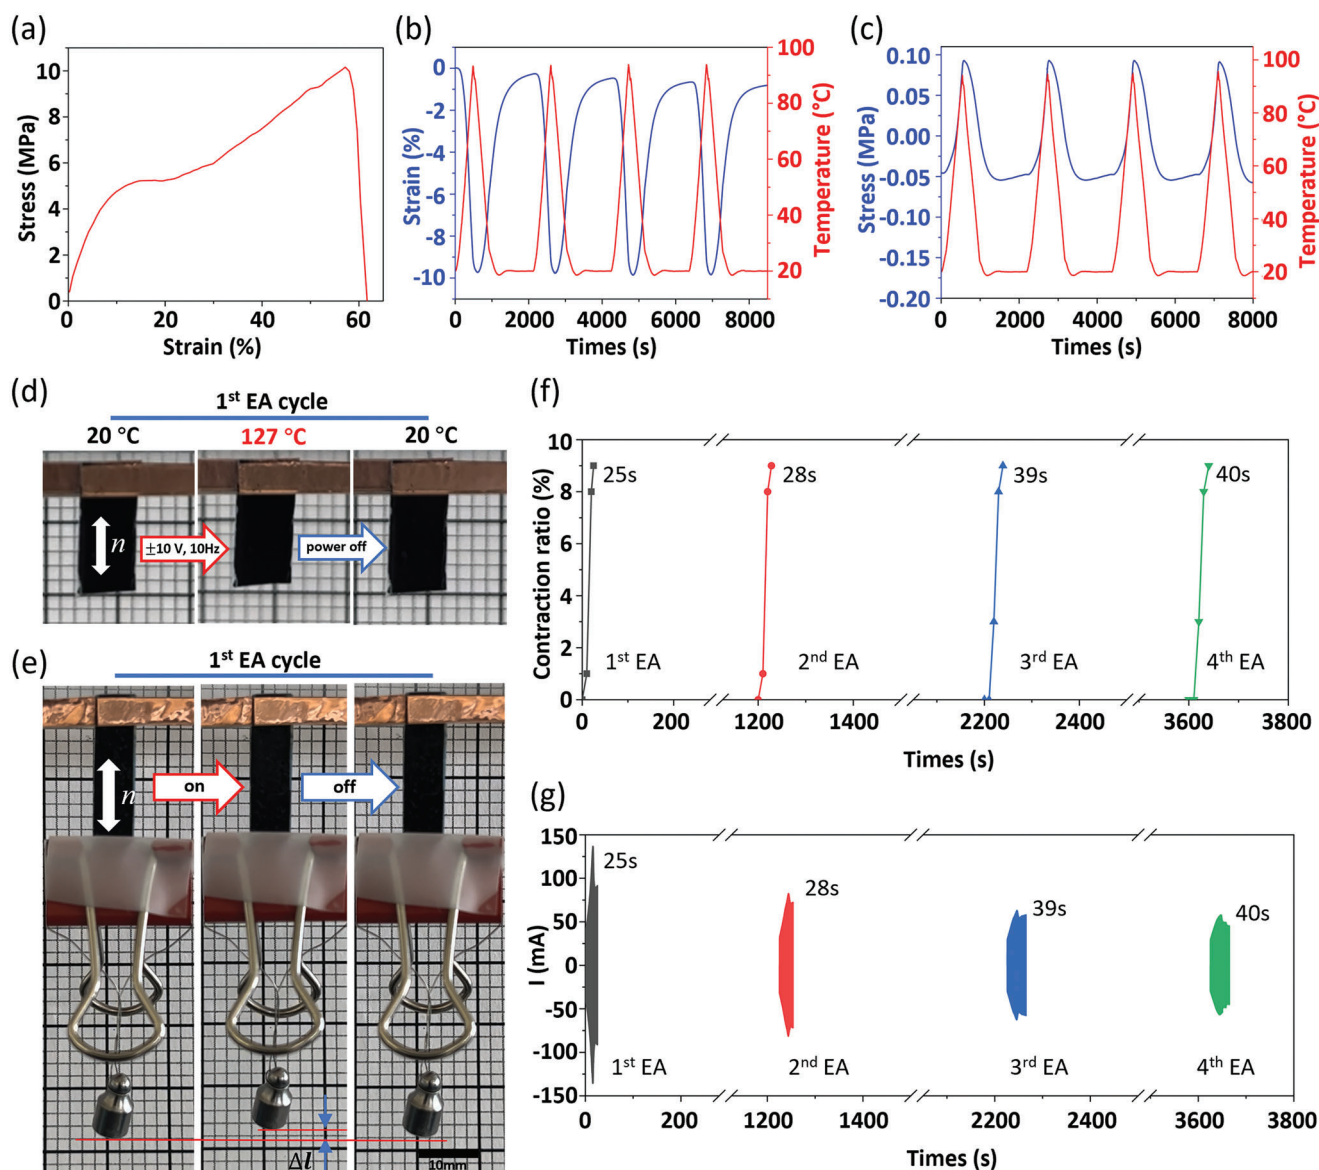 (a)
10
8
6
4
2
0
Stress (MPa)
0 20 40 60
Strain (%)
(b)
0
-2
-4
-6
-8
-10
Strain (%)
100
80
60
40
20
Temperature (°C)
0 2000 4000 6000 8000
Times (s)
(c)
0.10
0.05
0.00
-0.05
-0.10
-0.15
-0.20
Stress (MPa)
100
80
60
40
20
Temperature (°C)
0 2000 4000 6000 8000
Times (s)
(d)
1st EA cycle
20 °C 127 °C 20 °C
n
±10 V, 10Hz
power off
(e)
1st EA cycle
n
on
off
Δl
10mm
(f)
10
8
6
4
2
0
Contraction ratio (%)
25s 28s 39s 40s
1st EA 2nd EA 3rd EA 4th EA
0 200 1200 1400 2200 2400 3600 3800
Times (s)
(g)
150
100
50
0
-50
-100
-150
I (mA)
25s
28s
39s 40s
1st EA 2nd EA 3rd EA 4th EA
0 200 1200 1400 2200 2400 3600 3800
Times (s)